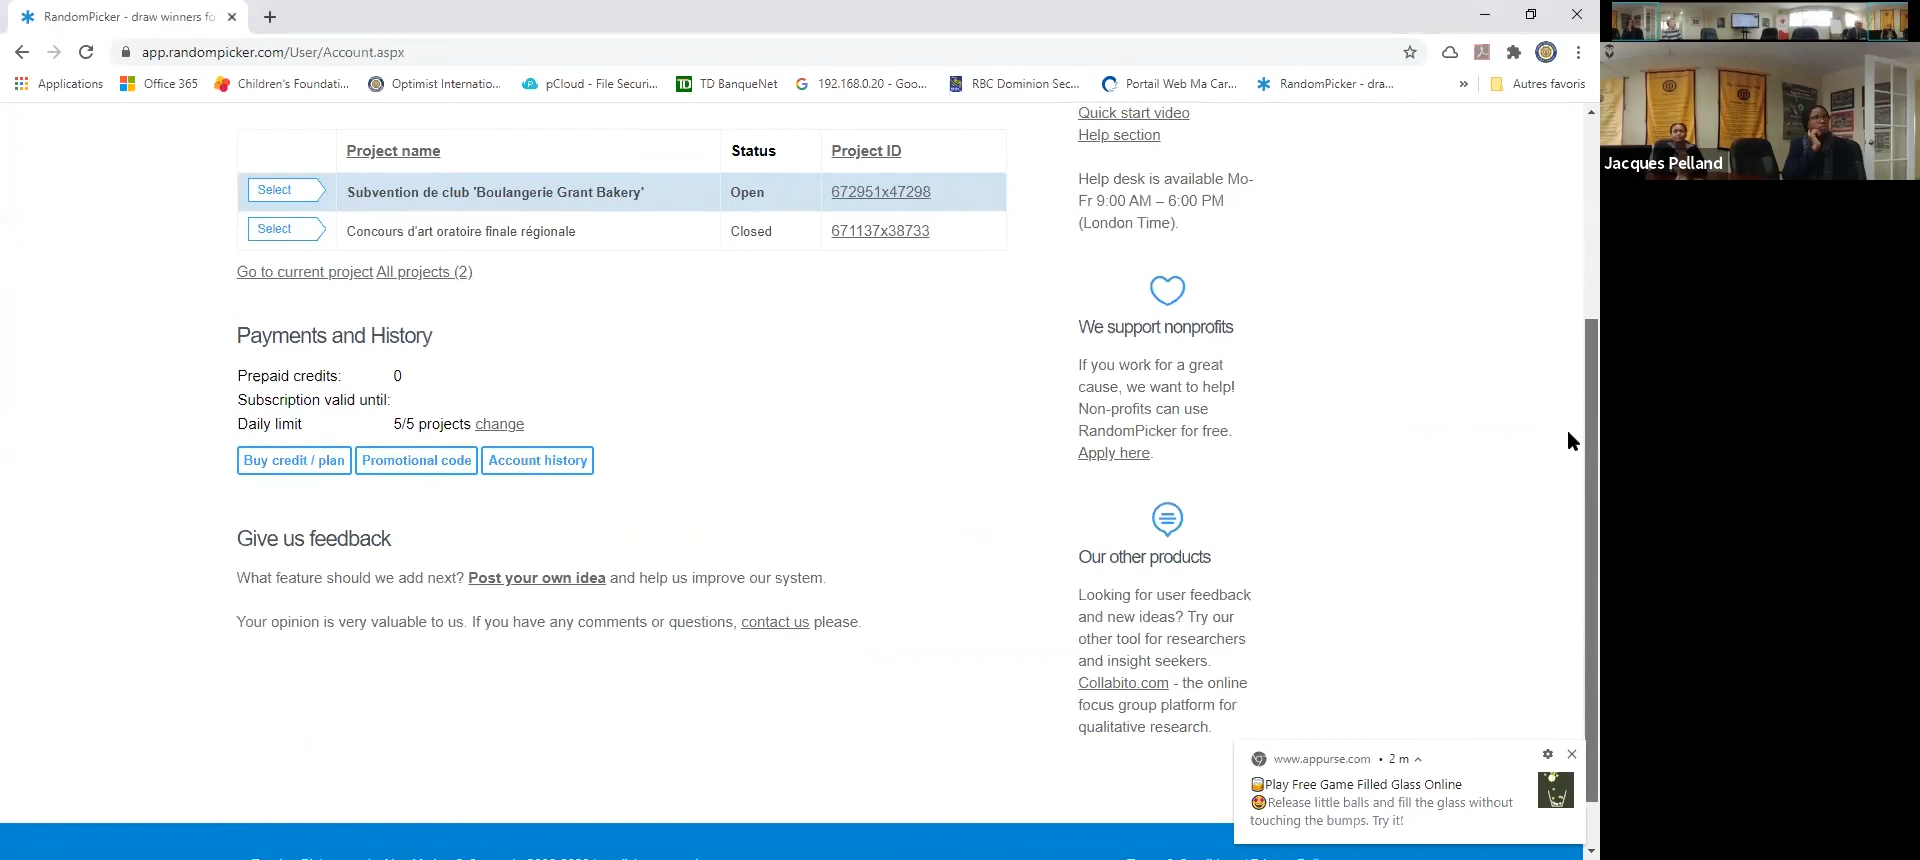 RandomPicker - draw winners fo
app.randompicker.com/User/Account.aspx
Applications Office 365 Children's Foundati... Optimist Internatio... pCloud - File Securi... TD BanqueNet 192.168.0.20 - Goo... RBC Dominion Sec... Portail Web Ma Car... RandomPicker - dra... » Autres favoris
Project name Status Project ID
Select Subvention de club 'Boulangerie Grant Bakery' Open 672951x47298
Select Concours d'art oratoire finale régionale Closed 671137x38733
Go to current project All projects (2)
Payments and History
Prepaid credits: 0
Subscription valid until:
Daily limit 5/5 projects change
Buy credit / plan Promotional code Account history
Give us feedback
What feature should we add next? Post your own idea and help us improve our system.
Your opinion is very valuable to us. If you have any comments or questions, contact us please.
Quick start video
Help section
Help desk is available Mo-
Fr 9:00 AM – 6:00 PM
(London Time).
We support nonprofits
If you work for a great
cause, we want to help!
Non-profits can use
RandomPicker for free.
Apply here.
Our other products
Looking for user feedback
and new ideas? Try our
other tool for researchers
and insight seekers.
Collabito.com - the online
focus group platform for
qualitative research.
www.appurse.com • 2 m
Play Free Game Filled Glass Online
Release little balls and fill the glass without
touching the bumps. Try it!
Jacques Pelland